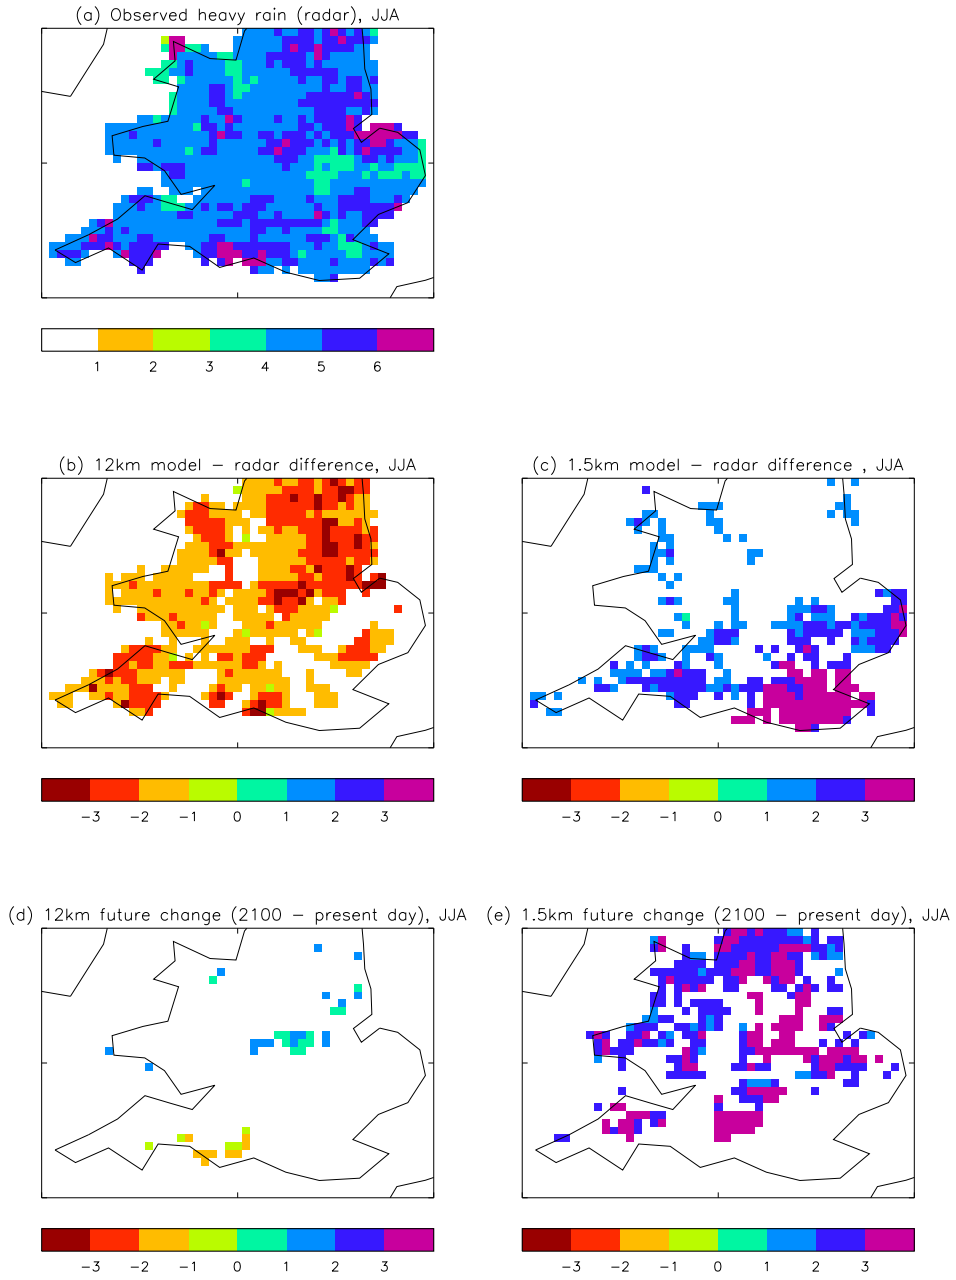 (a) Observed heavy rain (radar), JJA
1 2 3 4 5 6
(b) 12km model − radar difference, JJA
−3 −2 −1 0 1 2 3
(c) 1.5km model − radar difference , JJA
−3 −2 −1 0 1 2 3
(d) 12km future change (2100 − present day), JJA
−3 −2 −1 0 1 2 3
(e) 1.5km future change (2100 − present day), JJA
−3 −2 −1 0 1 2 3